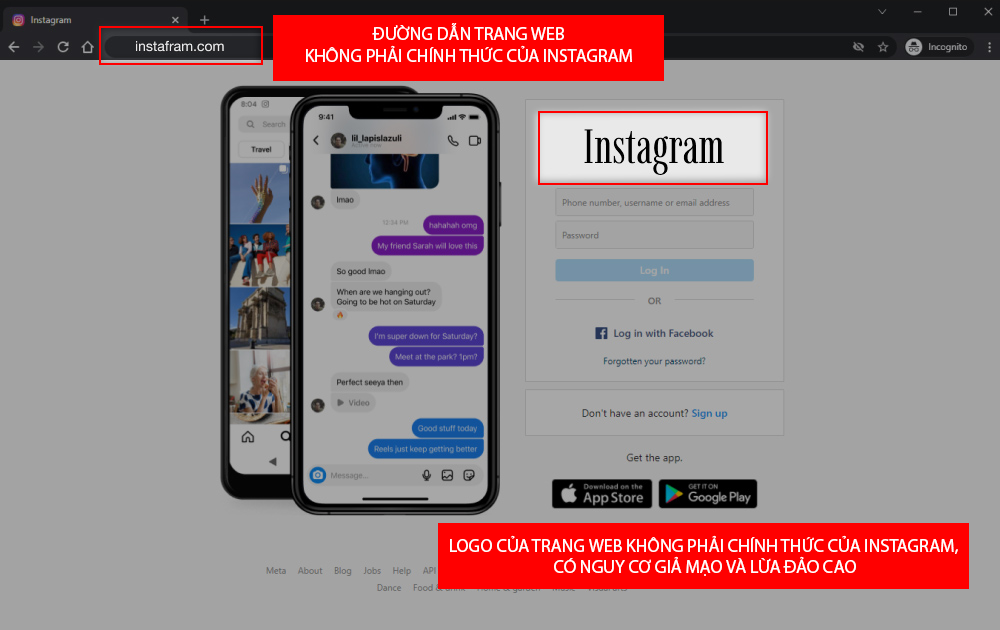 Instagram
instafram.com
Incognito
ĐƯỜNG DẪN TRANG WEB
KHÔNG PHẢI CHÍNH THỨC CỦA INSTAGRAM
8:04
Search
Travel
9:41
lil_lapislazuli
Active now
lmao
12:24 PM
hahahah omg
My friend Sarah will love this
So good lmao
When are we hanging out?
Going to be hot on Saturday
I'm super down for Saturday?
Meet at the park? 1pm?
Perfect seeya then
Video
Good stuff today
Reels just keep getting better
Message...
Instagram
Phone number, username or email address
Password
Log In
OR
Log in with Facebook
Forgotten your password?
Don't have an account? Sign up
Get the app.
Download on the
App Store
GET IT ON
Google Play
LOGO CỦA TRANG WEB KHÔNG PHẢI CHÍNH THỨC CỦA INSTAGRAM,
CÓ NGUY CƠ GIẢ MẠO VÀ LỪA ĐẢO CAO
Meta About Blog Jobs Help API
Dance Food & drink Home & garden Music Visual arts